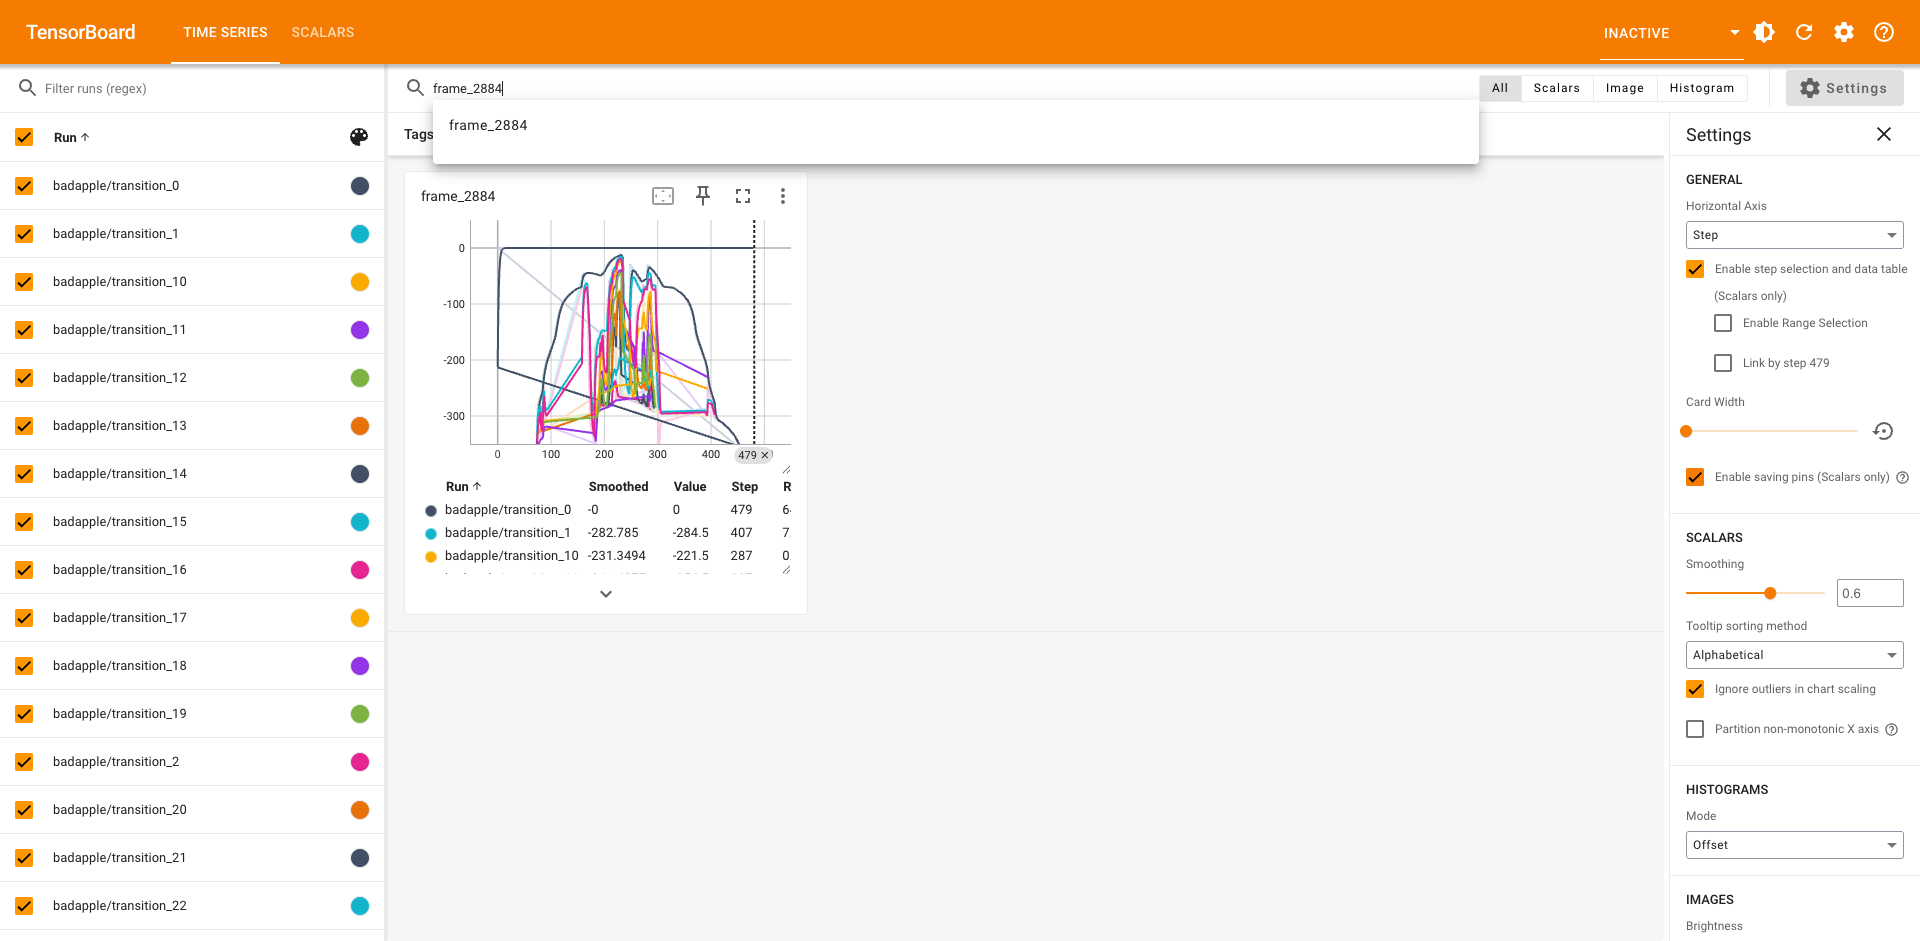 TensorBoard
TIME SERIES
SCALARS
INACTIVE
Filter runs (regex)
frame_2884
All
Scalars
Image
Histogram
Settings
frame_2884
Run
Tags
Settings
badapple/transition_0
badapple/transition_1
badapple/transition_10
badapple/transition_11
badapple/transition_12
badapple/transition_13
badapple/transition_14
badapple/transition_15
badapple/transition_16
badapple/transition_17
badapple/transition_18
badapple/transition_19
badapple/transition_2
badapple/transition_20
badapple/transition_21
badapple/transition_22
frame_2884
0
-100
-200
-300
0 100 200 300 400 479
Run Smoothed Value Step R
badapple/transition_0 -0 0 479 6
badapple/transition_1 -282.785 -284.5 407 7
badapple/transition_10 -231.3494 -221.5 287 0
GENERAL
Horizontal Axis
Step
Enable step selection and data table
(Scalars only)
Enable Range Selection
Link by step 479
Card Width
Enable saving pins (Scalars only)
SCALARS
Smoothing
0.6
Tooltip sorting method
Alphabetical
Ignore outliers in chart scaling
Partition non-monotonic X axis
HISTOGRAMS
Mode
Offset
IMAGES
Brightness